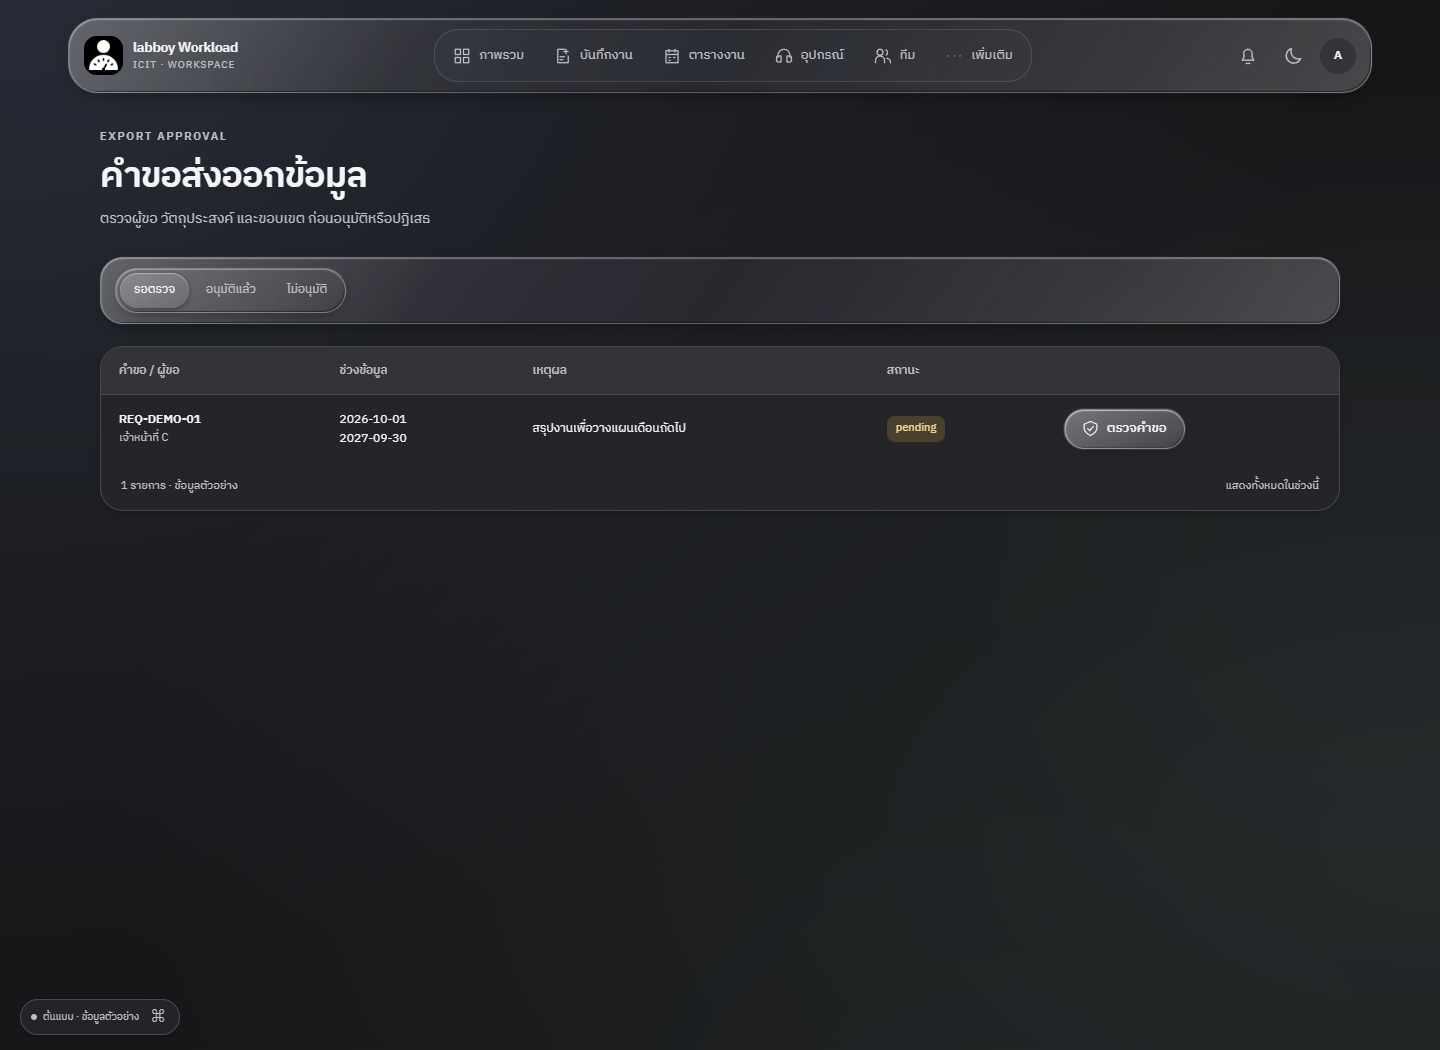 labboy Workload
ICIT · WORKSPACE
ภาพรวม
บันทึกงาน
ตารางงาน
อุปกรณ์
ทีม
··· เพิ่มเติม
A
EXPORT APPROVAL
คำขอส่งออกข้อมูล
ตรวจผู้ขอ วัตถุประสงค์ และขอบเขต ก่อนอนุมัติหรือปฏิเสธ
รอตรวจ
อนุมัติแล้ว
ไม่อนุมัติ
คำขอ / ผู้ขอ
ช่วงข้อมูล
เหตุผล
สถานะ
REQ-DEMO-01
เจ้าหน้าที่ C
2026-10-01
2027-09-30
สรุปงานเพื่อวางแผนเดือนถัดไป
pending
ตรวจคำขอ
1 รายการ · ข้อมูลตัวอย่าง
แสดงทั้งหมดในช่วงนี้
ต้นแบบ · ข้อมูลตัวอย่าง ⌘